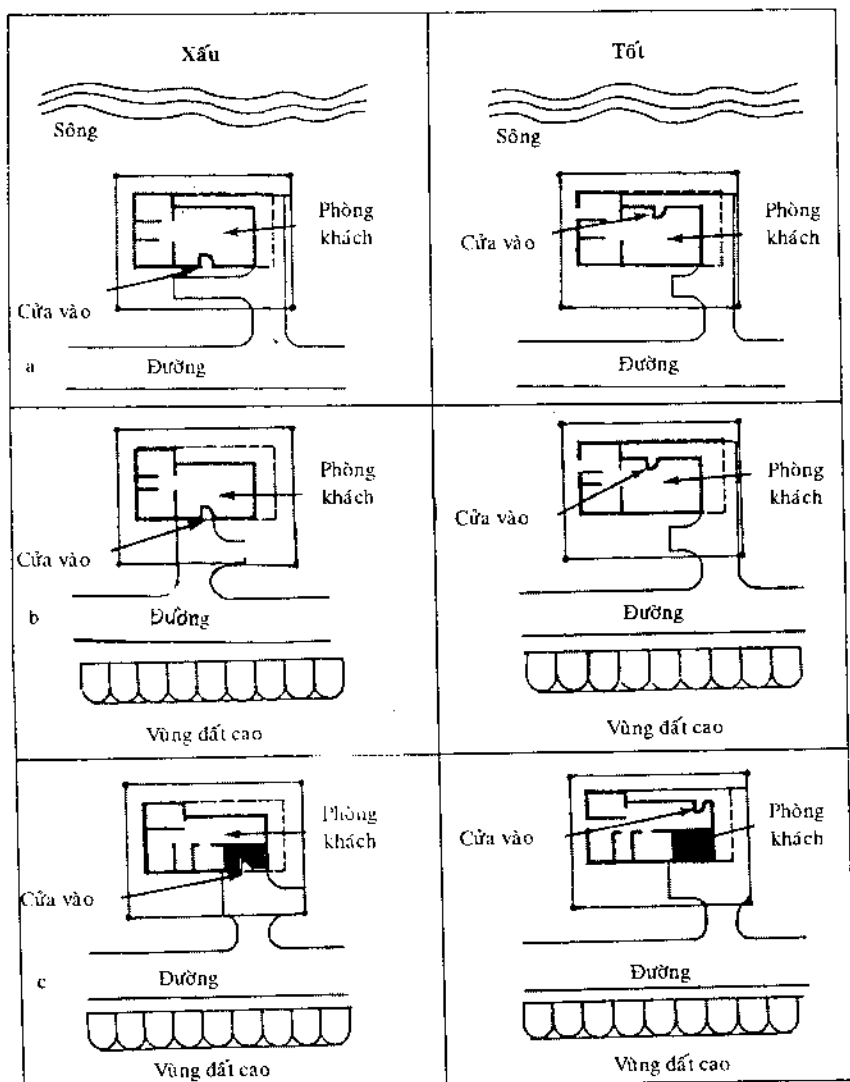 Xấu
Tốt
Sông
Sông
Phòng
khách
Cửa vào
Phòng
khách
Cửa vào
a
Đường
Đường
Phòng
khách
Cửa vào
Phòng
khách
Cửa vào
b
Đường
Đường
Vùng đất cao
Vùng đất cao
Phòng
khách
Cửa vào
Phòng
khách
Cửa vào
c
Đường
Đường
Vùng đất cao
Vùng đất cao